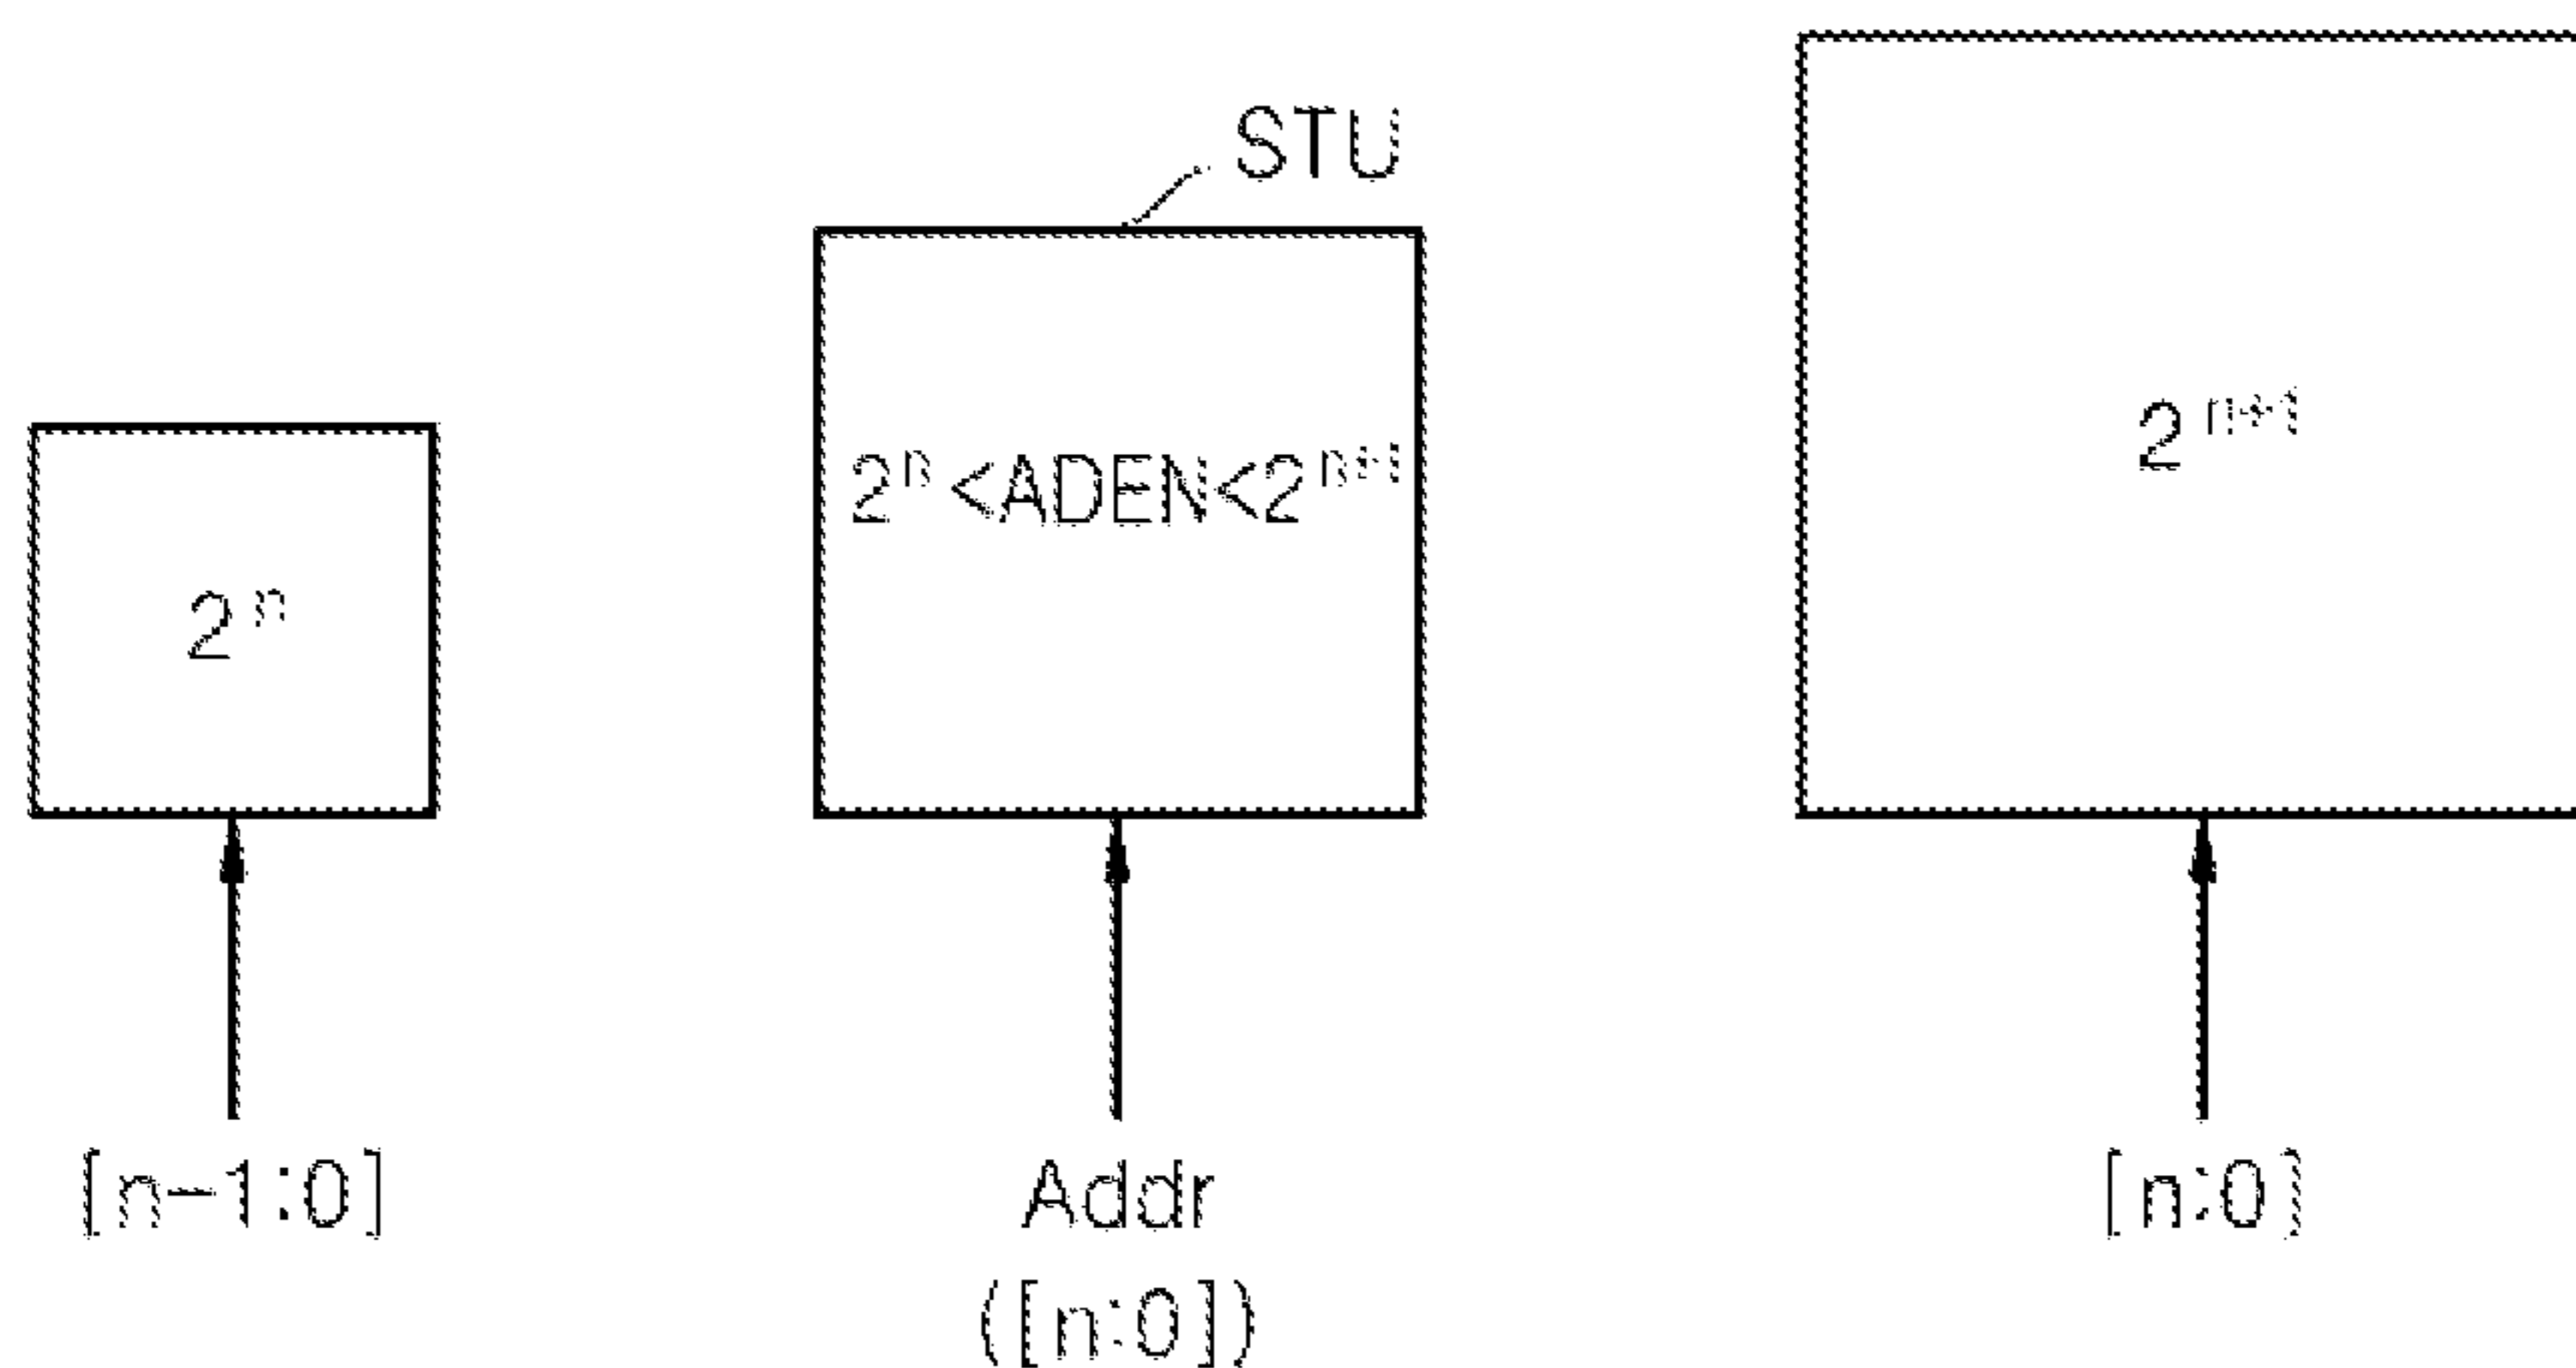 STU
2ⁿ
2ⁿ<ADEN<2ⁿ⁺¹
2ⁿ⁺¹
[n-1:0]
Addr
([n:0])
[n:0]